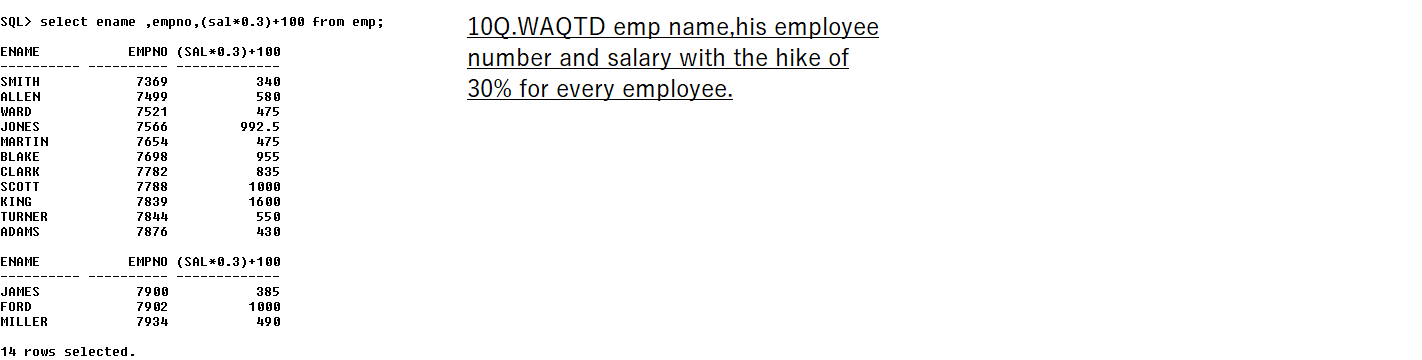 SQL> select ename ,empno,(sal*0.3)+100 from emp;
ENAME EMPNO (SAL*0.3)+100
---------- ---------- -------------
SMITH 7369 340
ALLEN 7499 580
WARD 7521 475
JONES 7566 992.5
MARTIN 7654 475
BLAKE 7698 955
CLARK 7782 835
SCOTT 7788 1000
KING 7839 1600
TURNER 7844 550
ADAMS 7876 430
ENAME EMPNO (SAL*0.3)+100
---------- ---------- -------------
JAMES 7900 385
FORD 7902 1000
MILLER 7934 490
14 rows selected.
10Q.WAQTD emp name,his employee
number and salary with the hike of
30% for every employee.